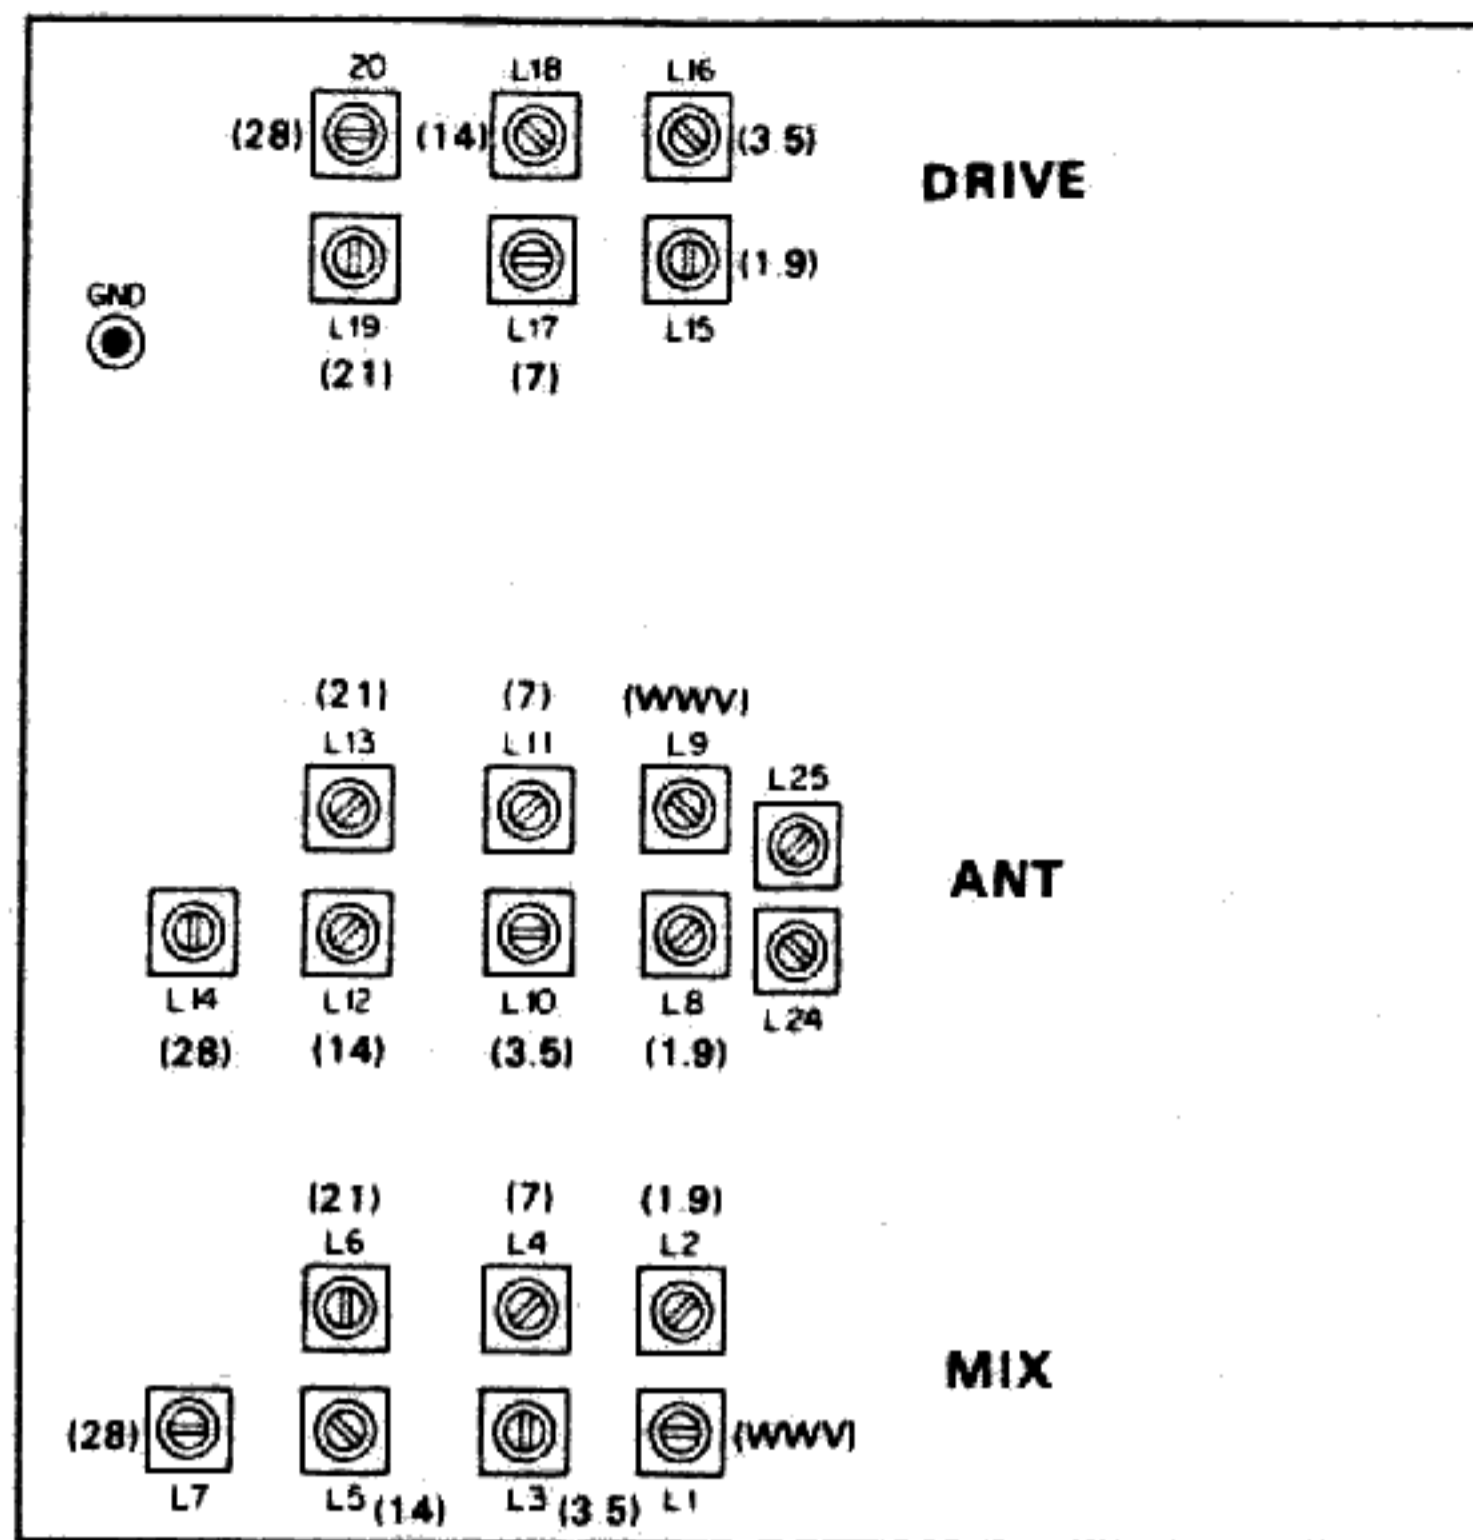 20 L18 L16
(28) (14) (3.5)
DRIVE
(1.9)
GND
L19 L17 L15
(21) (7)
(21) (7) (WWV)
L13 L11 L9
L25
ANT
L14 L12 L10 L8
L24
(28) (14) (3.5) (1.9)
(21) (7) (1.9)
L6 L4 L2
MIX
(28) (WWV)
L7 L5 (14) L3 (3.5) L1